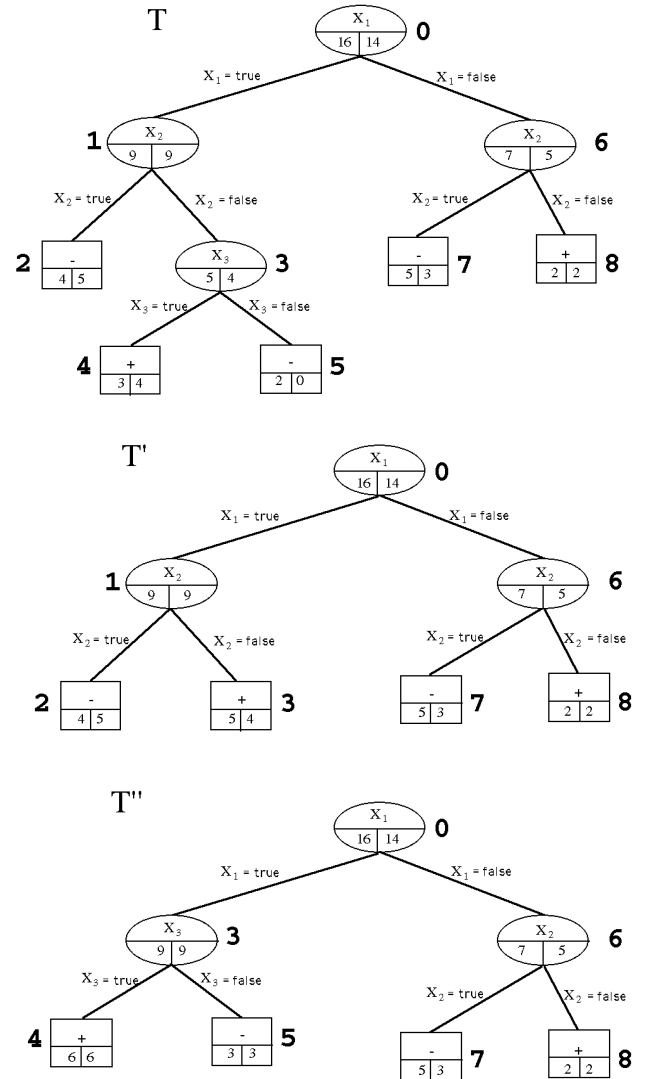 T
X1
16 14
0
X1 = true
X1 = false
1
X2
9 9
X2
7 5
6
X2 = true
X2 = false
X2 = true
X2 = false
2
-
4 5
X3
5 4
3
-
5 3
7
+
2 2
8
X3 = true
X3 = false
4
+
3 4
-
2 0
5
T'
X1
16 14
0
X1 = true
X1 = false
1
X2
9 9
X2
7 5
6
X2 = true
X2 = false
X2 = true
X2 = false
2
-
4 5
+
5 4
3
-
5 3
7
+
2 2
8
T"
X1
16 14
0
X1 = true
X1 = false
X3
9 9
3
X2
7 5
6
X3 = true
X3 = false
X2 = true
X2 = false
4
+
6 6
-
3 3
5
-
5 3
7
+
2 2
8